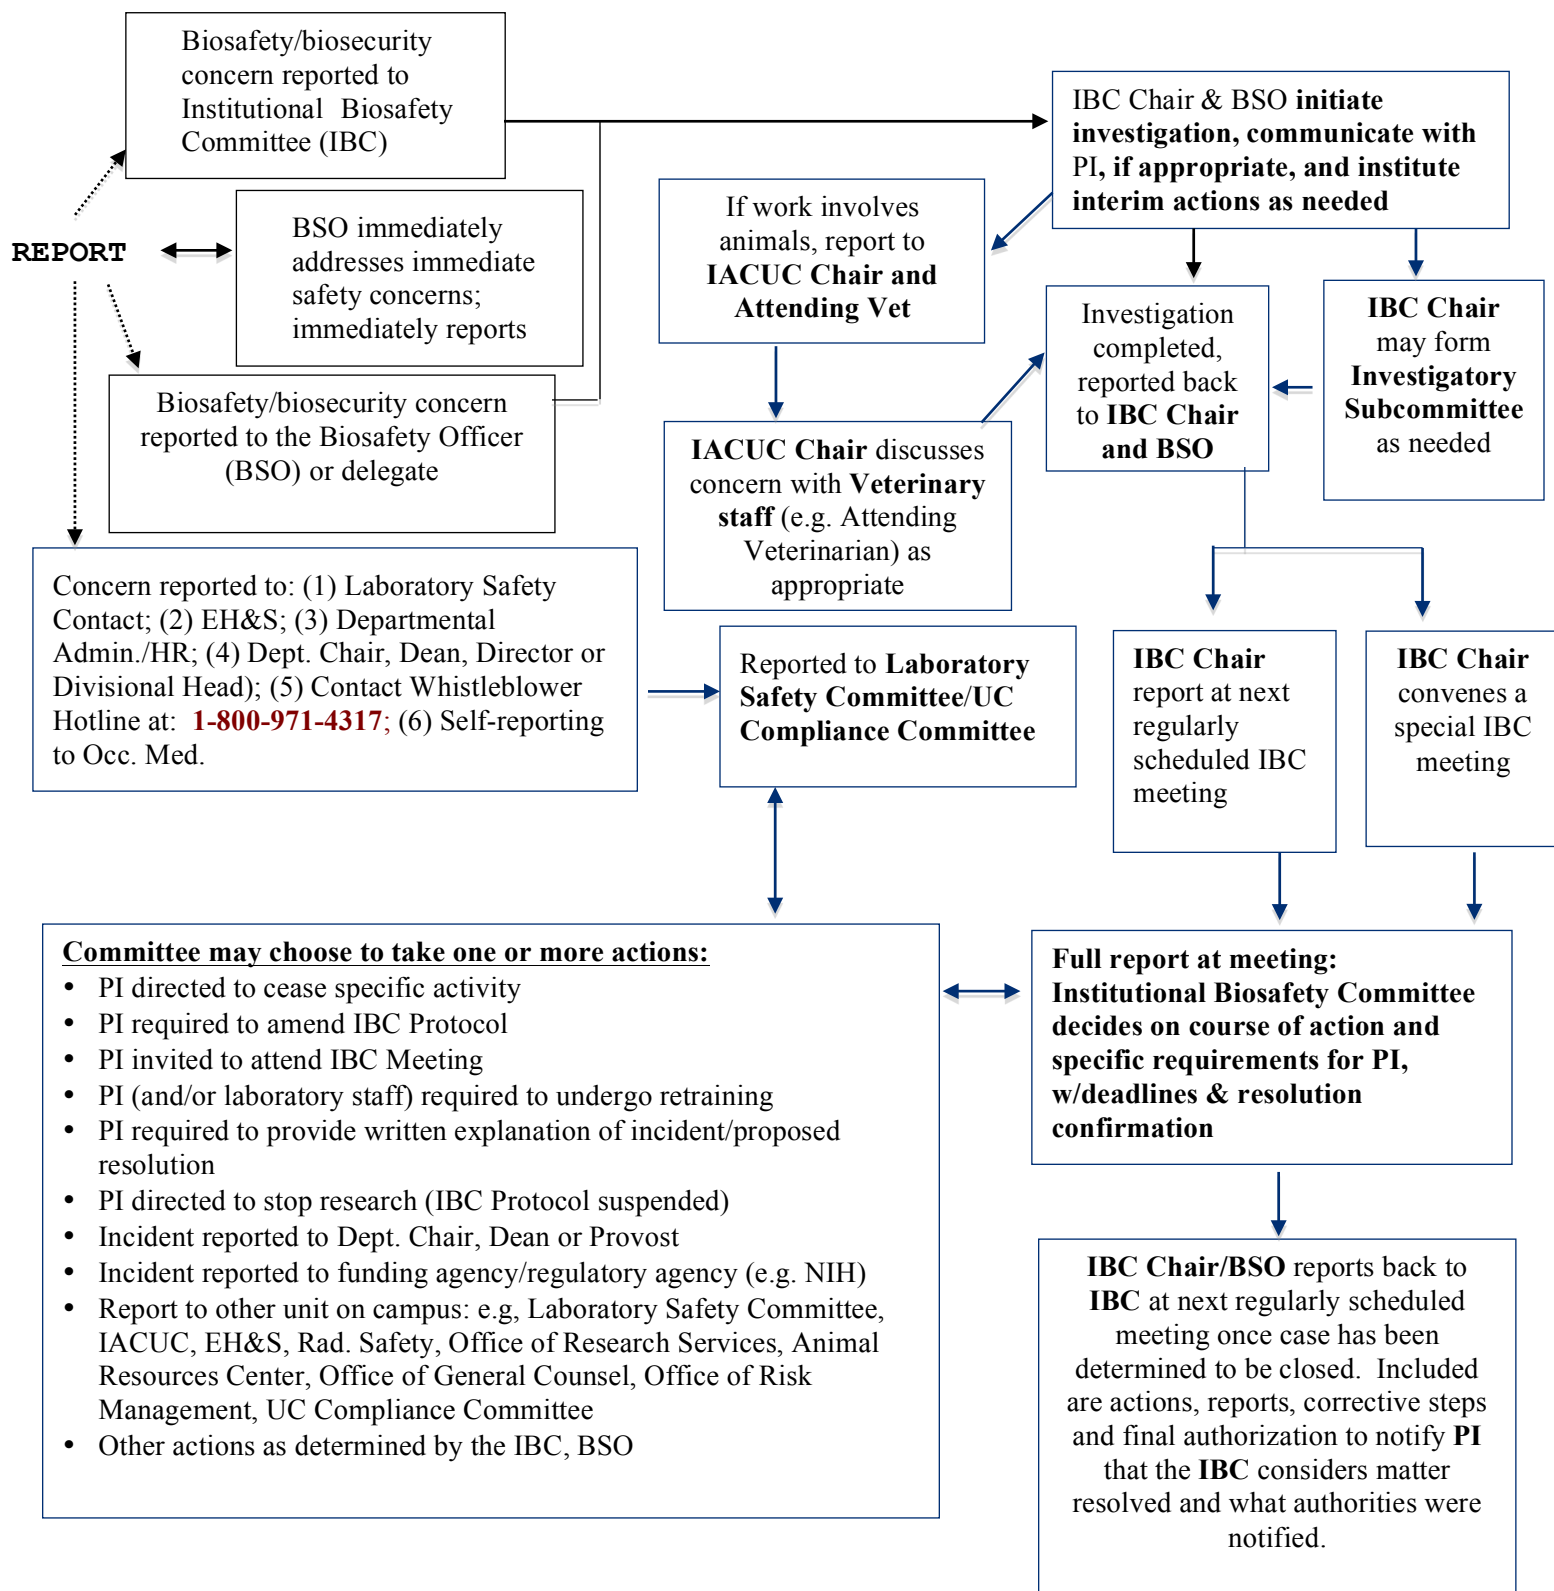 Biosafety/biosecurity
concern reported to
Institutional Biosafety
Committee (IBC)
REPORT
BSO immediately
addresses immediate
safety concerns;
immediately reports
Biosafety/biosecurity concern
reported to the Biosafety Officer
(BSO) or delegate
Concern reported to: (1) Laboratory Safety
Contact; (2) EH&S; (3) Departmental
Admin./HR; (4) Dept. Chair, Dean, Director or
Divisional Head); (5) Contact Whistleblower
Hotline at: 1-800-971-4317; (6) Self-reporting
to Occ. Med.
IBC Chair & BSO initiate
investigation, communicate with
PI, if appropriate, and institute
interim actions as needed
If work involves
animals, report to
IACUC Chair and
Attending Vet
Investigation
completed,
reported back
to IBC Chair
and BSO
IBC Chair
may form
Investigatory
Subcommittee
as needed
IACUC Chair discusses
concern with Veterinary
staff (e.g. Attending
Veterinarian) as
appropriate
Reported to Laboratory
Safety Committee/UC
Compliance Committee
IBC Chair
report at next
regularly
scheduled IBC
meeting
IBC Chair
convenes a
special IBC
meeting
Committee may choose to take one or more actions:
• PI directed to cease specific activity
• PI required to amend IBC Protocol
• PI invited to attend IBC Meeting
• PI (and/or laboratory staff) required to undergo retraining
• PI required to provide written explanation of incident/proposed
resolution
• PI directed to stop research (IBC Protocol suspended)
• Incident reported to Dept. Chair, Dean or Provost
• Incident reported to funding agency/regulatory agency (e.g. NIH)
• Report to other unit on campus: e.g, Laboratory Safety Committee,
IACUC, EH&S, Rad. Safety, Office of Research Services, Animal
Resources Center, Office of General Counsel, Office of Risk
Management, UC Compliance Committee
• Other actions as determined by the IBC, BSO
Full report at meeting:
Institutional Biosafety Committee
decides on course of action and
specific requirements for PI,
w/deadlines & resolution
confirmation
IBC Chair/BSO reports back to
IBC at next regularly scheduled
meeting once case has been
determined to be closed. Included
are actions, reports, corrective steps
and final authorization to notify PI
that the IBC considers matter
resolved and what authorities were
notified.